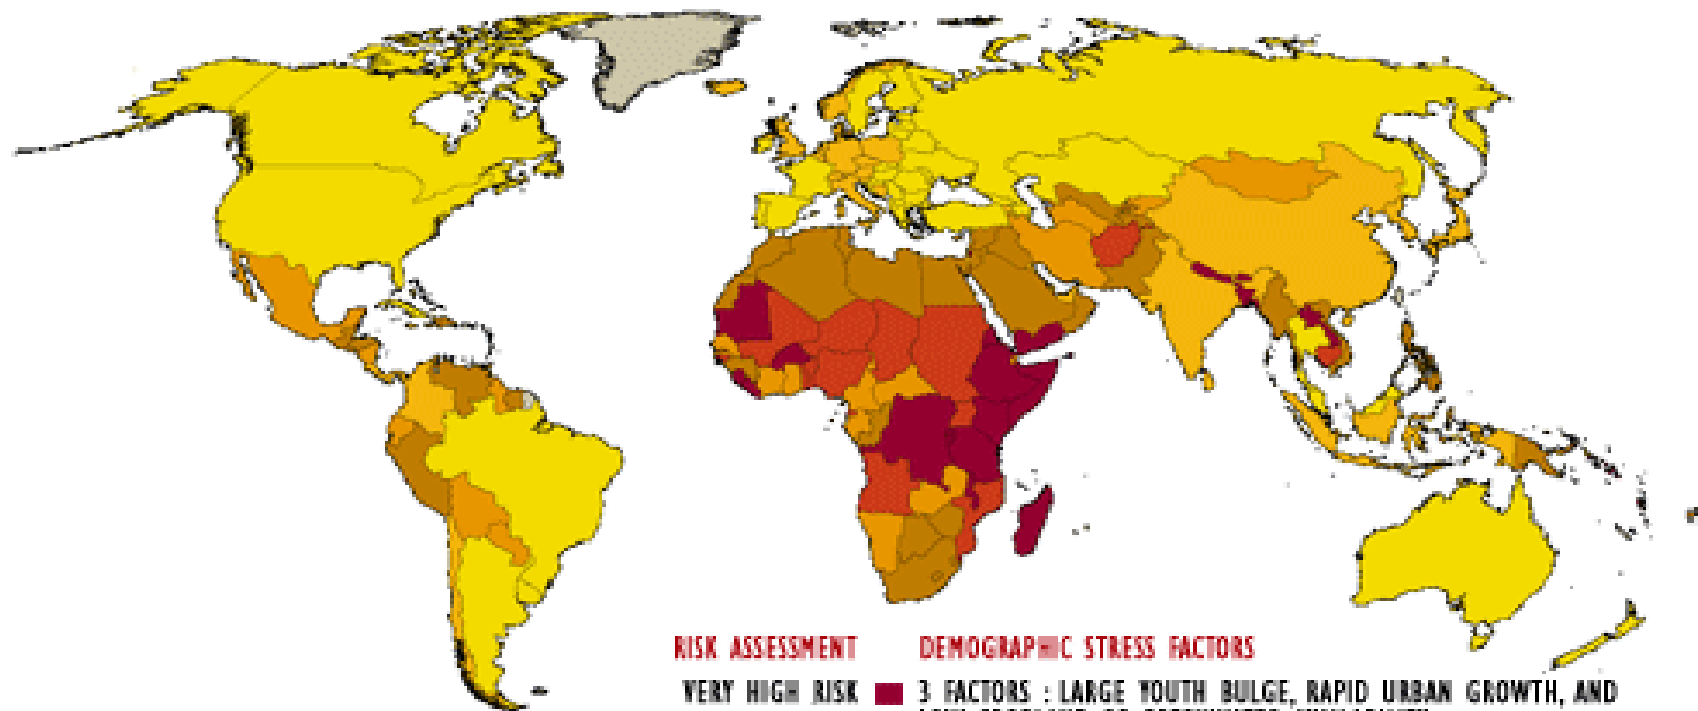 RISK ASSESSMENT DEMOGRAPHIC STRESS FACTORS
VERY HIGH RISK 3 FACTORS : LARGE YOUTH BULGE, RAPID URBAN GROWTH, AND